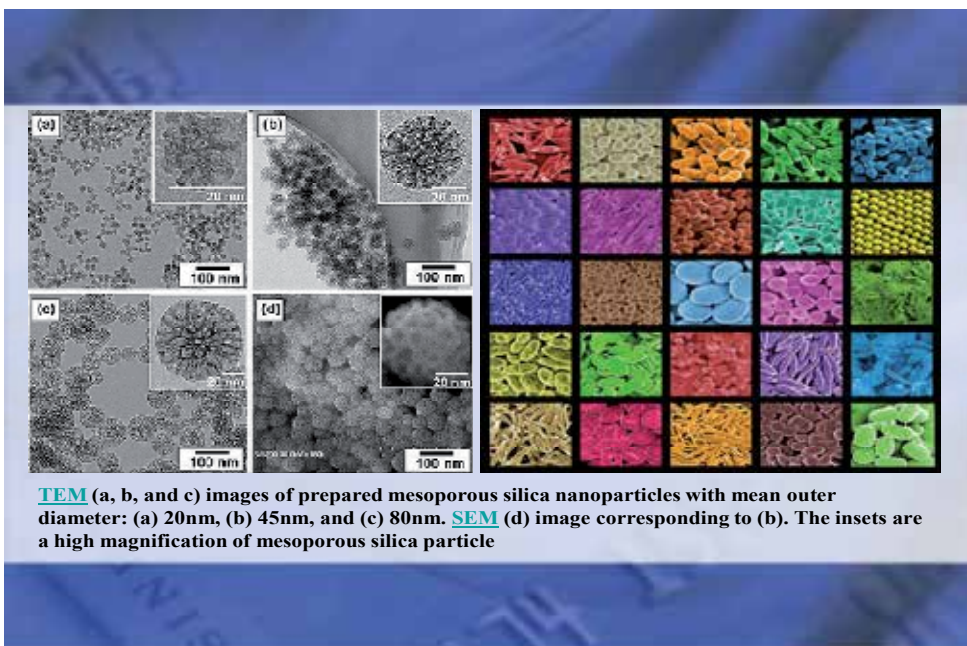 (a)
20 nm
100 nm
(b)
20 nm
100 nm
(c)
20 nm
100 nm
(d)
20 nm
100 nm
TEM (a, b, and c) images of prepared mesoporous silica nanoparticles with mean outer
diameter: (a) 20nm, (b) 45nm, and (c) 80nm. SEM (d) image corresponding to (b). The insets are
a high magnification of mesoporous silica particle